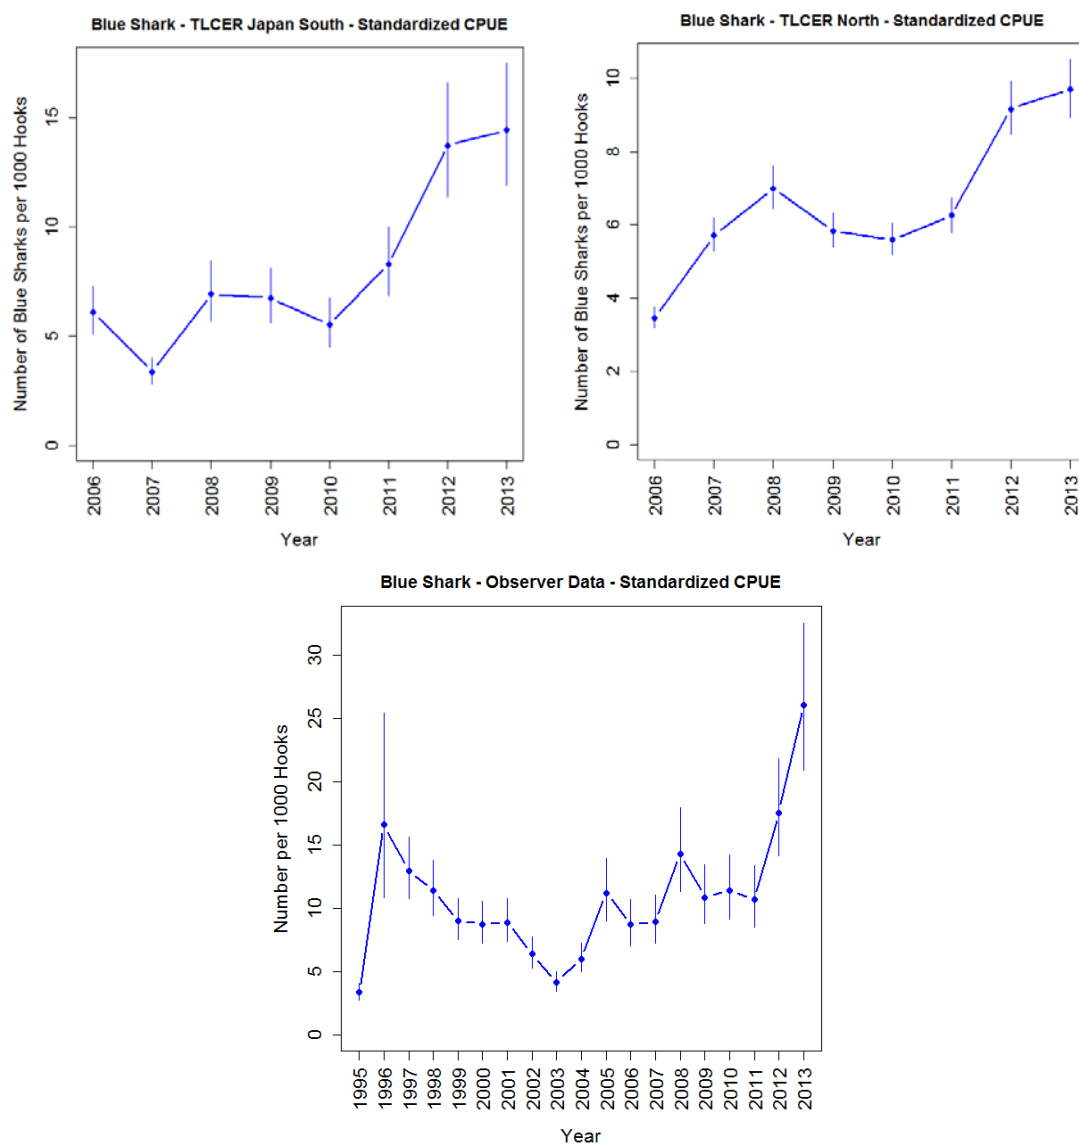 Blue Shark - TLCER Japan South - Standardized CPUE
Number of Blue Sharks per 1000 Hooks
15
10
5
0
2006 2007 2008 2009 2010 2011 2012 2013
Year
Blue Shark - TLCER North - Standardized CPUE
Number of Blue Sharks per 1000 Hooks
10
8
6
4
2
0
2006 2007 2008 2009 2010 2011 2012 2013
Year
Blue Shark - Observer Data - Standardized CPUE
Number per 1000 Hooks
30
25
20
15
10
5
0
1995 1996 1997 1998 1999 2000 2001 2002 2003 2004 2005 2006 2007 2008 2009 2010 2011 2012 2013
Year